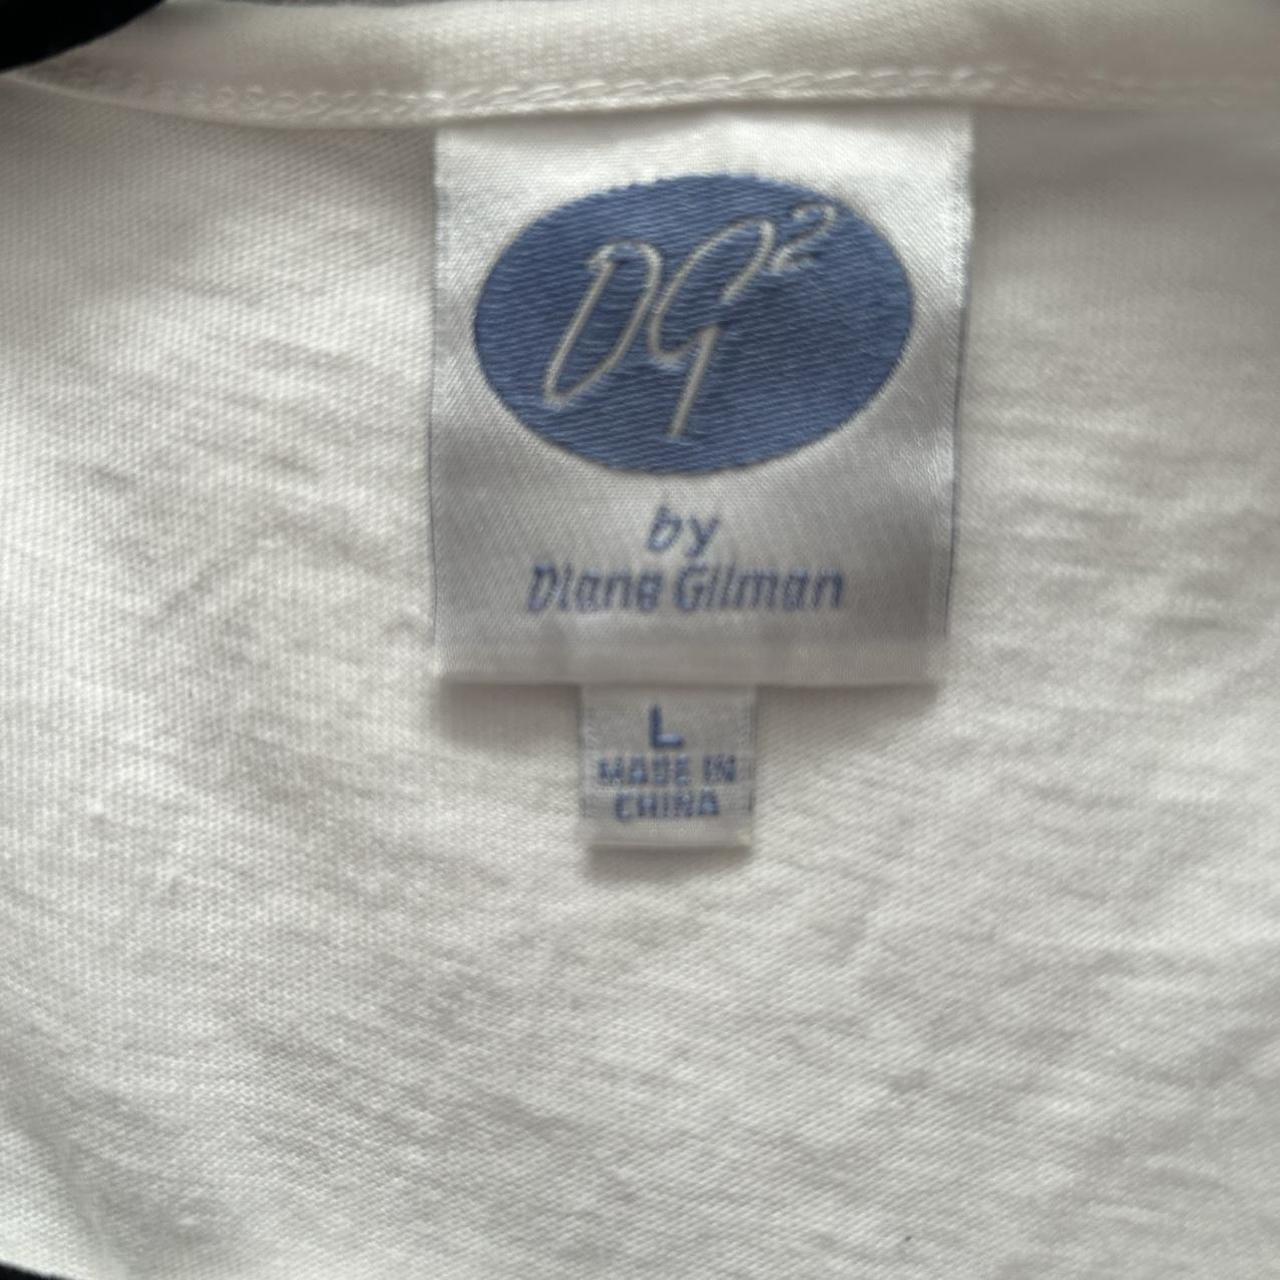 DG²
by
Diane Gilman
L
MADE IN
CHINA